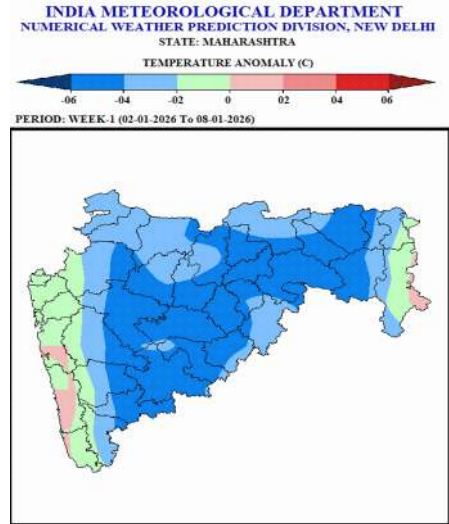 INDIA METEOROLOGICAL DEPARTMENT
NUMERICAL WEATHER PREDICTION DIVISION, NEW DELHI
STATE: MAHARASHTRA
TEMPERATURE ANOMALY (C)
-06 -04 -02 0 02 04 06
PERIOD: WEEK-1 (02-01-2026 To 08-01-2026)